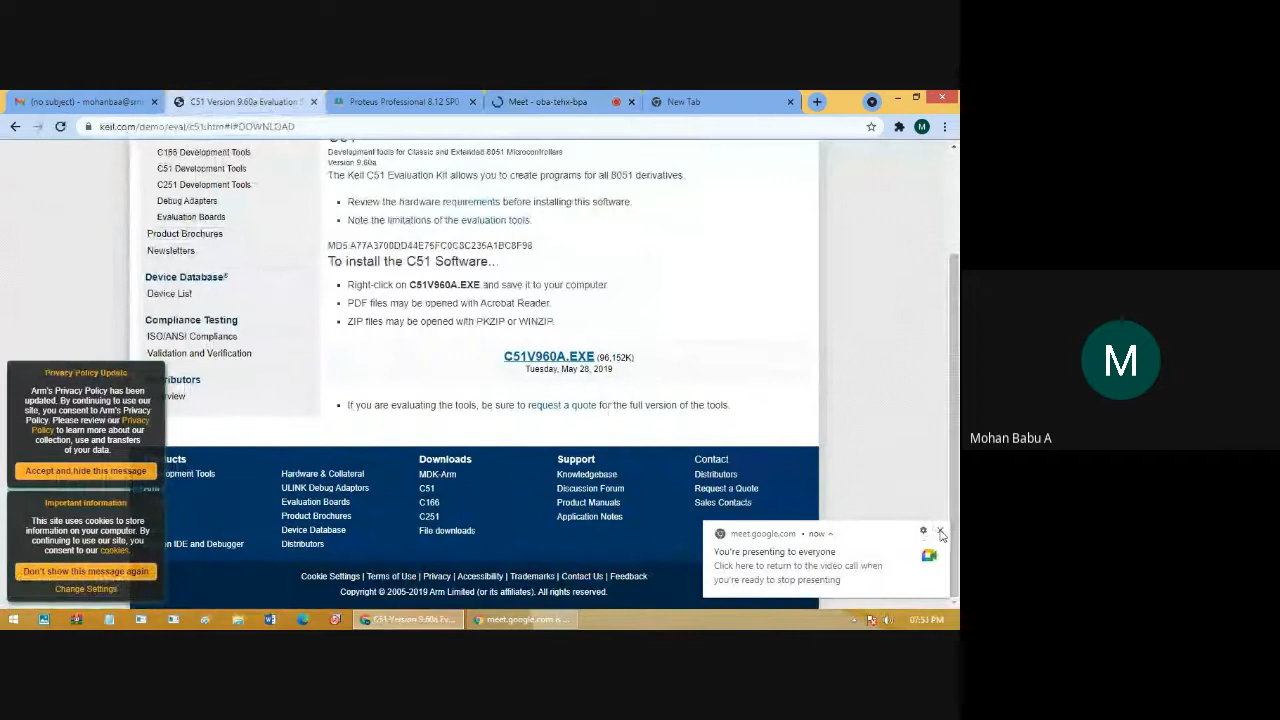 (no subject) - mohanbaa@srm
C51 Version 9.60a Evaluation S
Proteus Professional 8.12 SP0
Meet - oba-tehx-bpa
New Tab
keil.com/demo/eval/c51.htm#!#DOWNLOAD
M
C166 Development Tools
C51 Development Tools
C251 Development Tools
Debug Adapters
Evaluation Boards
Product Brochures
Newsletters
Device Database®
Device List
Compliance Testing
ISO/ANSI Compliance
Validation and Verification
Development tools for Classic and Extended 8051 Microcontrollers
Version 9.60a
The Keil C51 Evaluation Kit allows you to create programs for all 8051 derivatives.
Review the hardware requirements before installing this software.
Note the limitations of the evaluation tools.
To install the C51 Software...
Right-click on C51V960A.EXE and save it to your computer.
PDF files may be opened with Acrobat Reader.
ZIP files may be opened with PKZIP or WINZIP.
C51V960A.EXE (96,152K)
Tuesday, May 28, 2019
If you are evaluating the tools, be sure to request a quote for the full version of the tools.
Privacy Policy Update
Arm's Privacy Policy has been
updated. By continuing to use our
site, you consent to Arm's Privacy
Policy. Please review our Privacy
Policy to learn more about our
collection, use and transfers
of your data.
Accept and hide this message
Important information
This site uses cookies to store
information on your computer. By
continuing to use our site, you
consent to our cookies.
Don't show this message again
Change Settings
Hardware & Collateral
ULINK Debug Adaptors
Evaluation Boards
Product Brochures
Device Database
Distributors
Downloads
MDK-Arm
C51
C166
C251
File downloads
Support
Knowledgebase
Discussion Forum
Product Manuals
Application Notes
Contact
Distributors
Request a Quote
Sales Contacts
Cookie Settings | Terms of Use | Privacy | Accessibility | Trademarks | Contact Us | Feedback
Copyright © 2005-2019 Arm Limited (or its affiliates). All rights reserved.
meet.google.com • now
You're presenting to everyone
Click here to return to the video call when
you're ready to stop presenting
C51 Version 9.60a Ev...
meet.google.com is ...
07:53 PM
M
Mohan Babu A